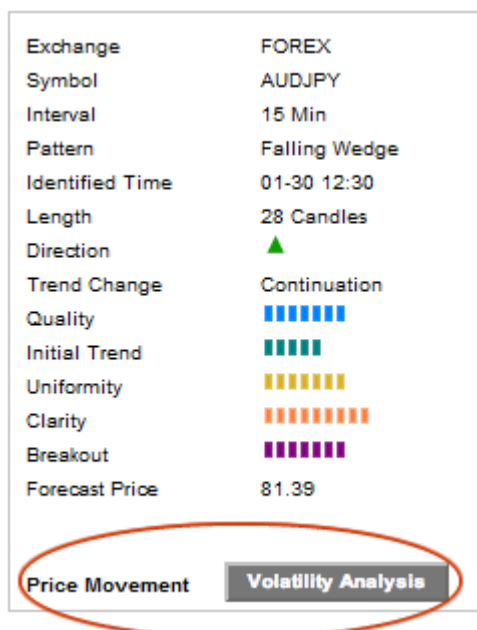 Exchange FOREX
Symbol AUDJPY
Interval 15 Min
Pattern Falling Wedge
Identified Time 01-30 12:30
Length 28 Candles
Direction
Trend Change Continuation
Quality
Initial Trend
Uniformity
Clarity
Breakout
Forecast Price 81.39
Price Movement Volatility Analysis